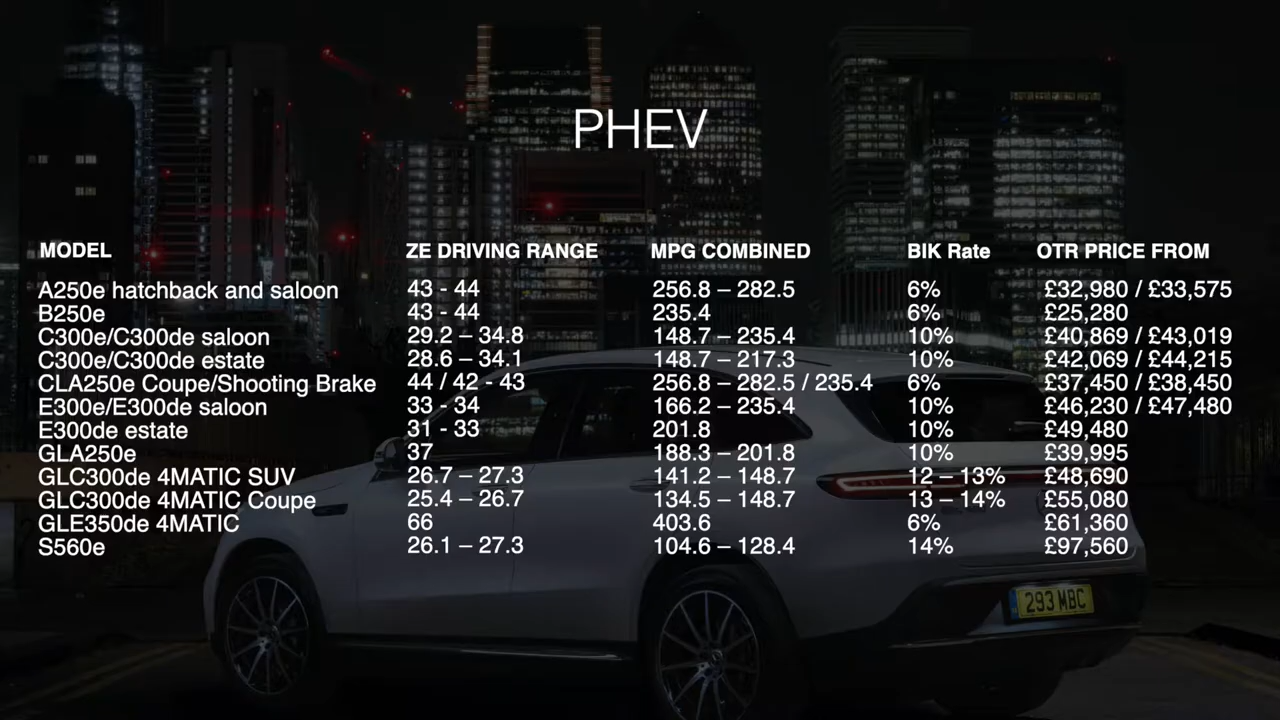 PHEV
MODEL ZE DRIVING RANGE MPG COMBINED BIK Rate OTR PRICE FROM
A250e hatchback and saloon 43 - 44 256.8 – 282.5 6% £32,980 / £33,575
B250e 43 - 44 235.4 6% £25,280
C300e/C300de saloon 29.2 – 34.8 148.7 – 235.4 10% £40,869 / £43,019
C300e/C300de estate 28.6 – 34.1 148.7 – 217.3 10% £42,069 / £44,215
CLA250e Coupe/Shooting Brake 44 / 42 - 43 256.8 – 282.5 / 235.4 6% £37,450 / £38,450
E300e/E300de saloon 33 - 34 166.2 – 235.4 10% £46,230 / £47,480
E300de estate 31 - 33 201.8 10% £49,480
GLA250e 37 188.3 – 201.8 10% £39,995
GLC300de 4MATIC SUV 26.7 – 27.3 141.2 – 148.7 12 – 13% £48,690
GLC300de 4MATIC Coupe 25.4 – 26.7 134.5 – 148.7 13 – 14% £55,080
GLE350de 4MATIC 66 403.6 6% £61,360
S560e 26.1 – 27.3 104.6 – 128.4 14% £97,560
293 MBC